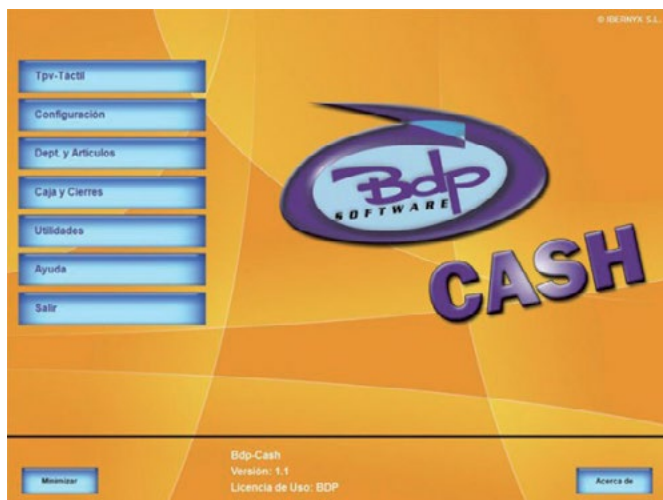 © IBERNYX S.L.
Tpv-Táctil
Configuración
Dept. y Artículos
Caja y Cierres
Utilidades
Ayuda
Salir
Bdp
SOFTWARE
CASH
Bdp-Cash
Versión: 1.1
Licencia de Uso: BDP
Minimizar
Acerca de